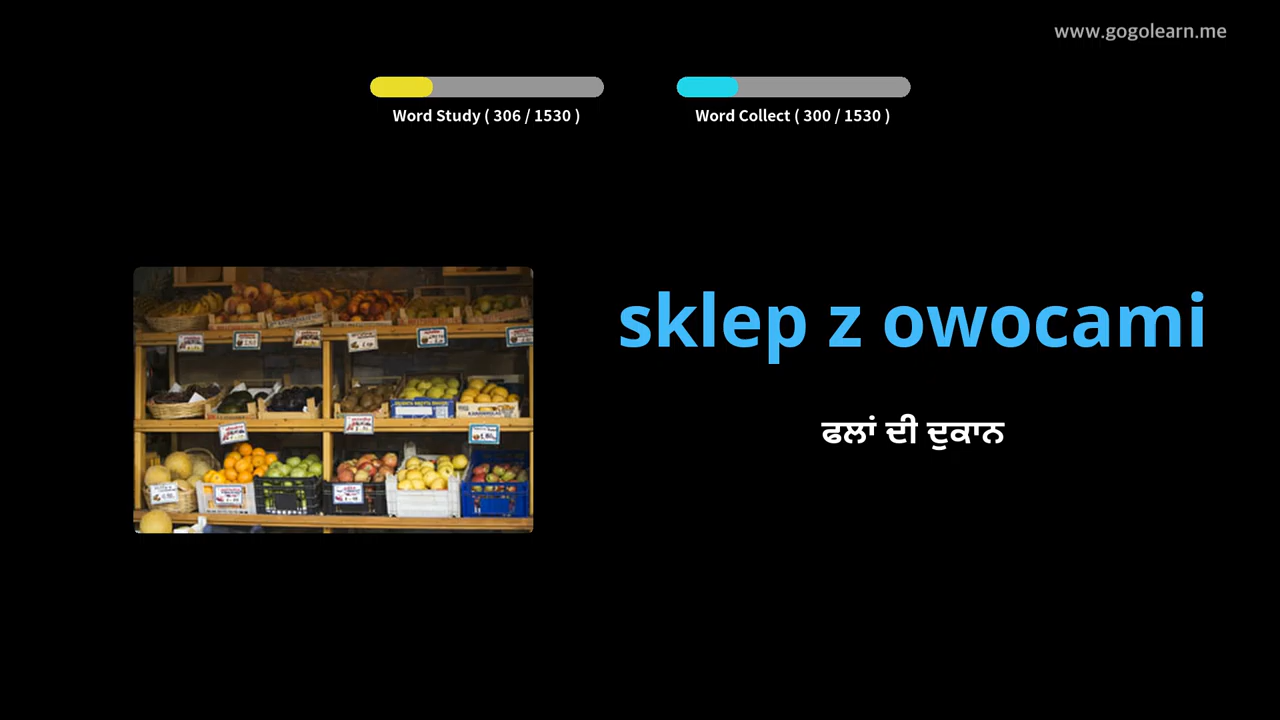 www.gogolearn.me
Word Study ( 306 / 1530 )
Word Collect ( 300 / 1530 )
sklep z owocami
ਫਲਾਂ ਦੀ ਦੁਕਾਨ